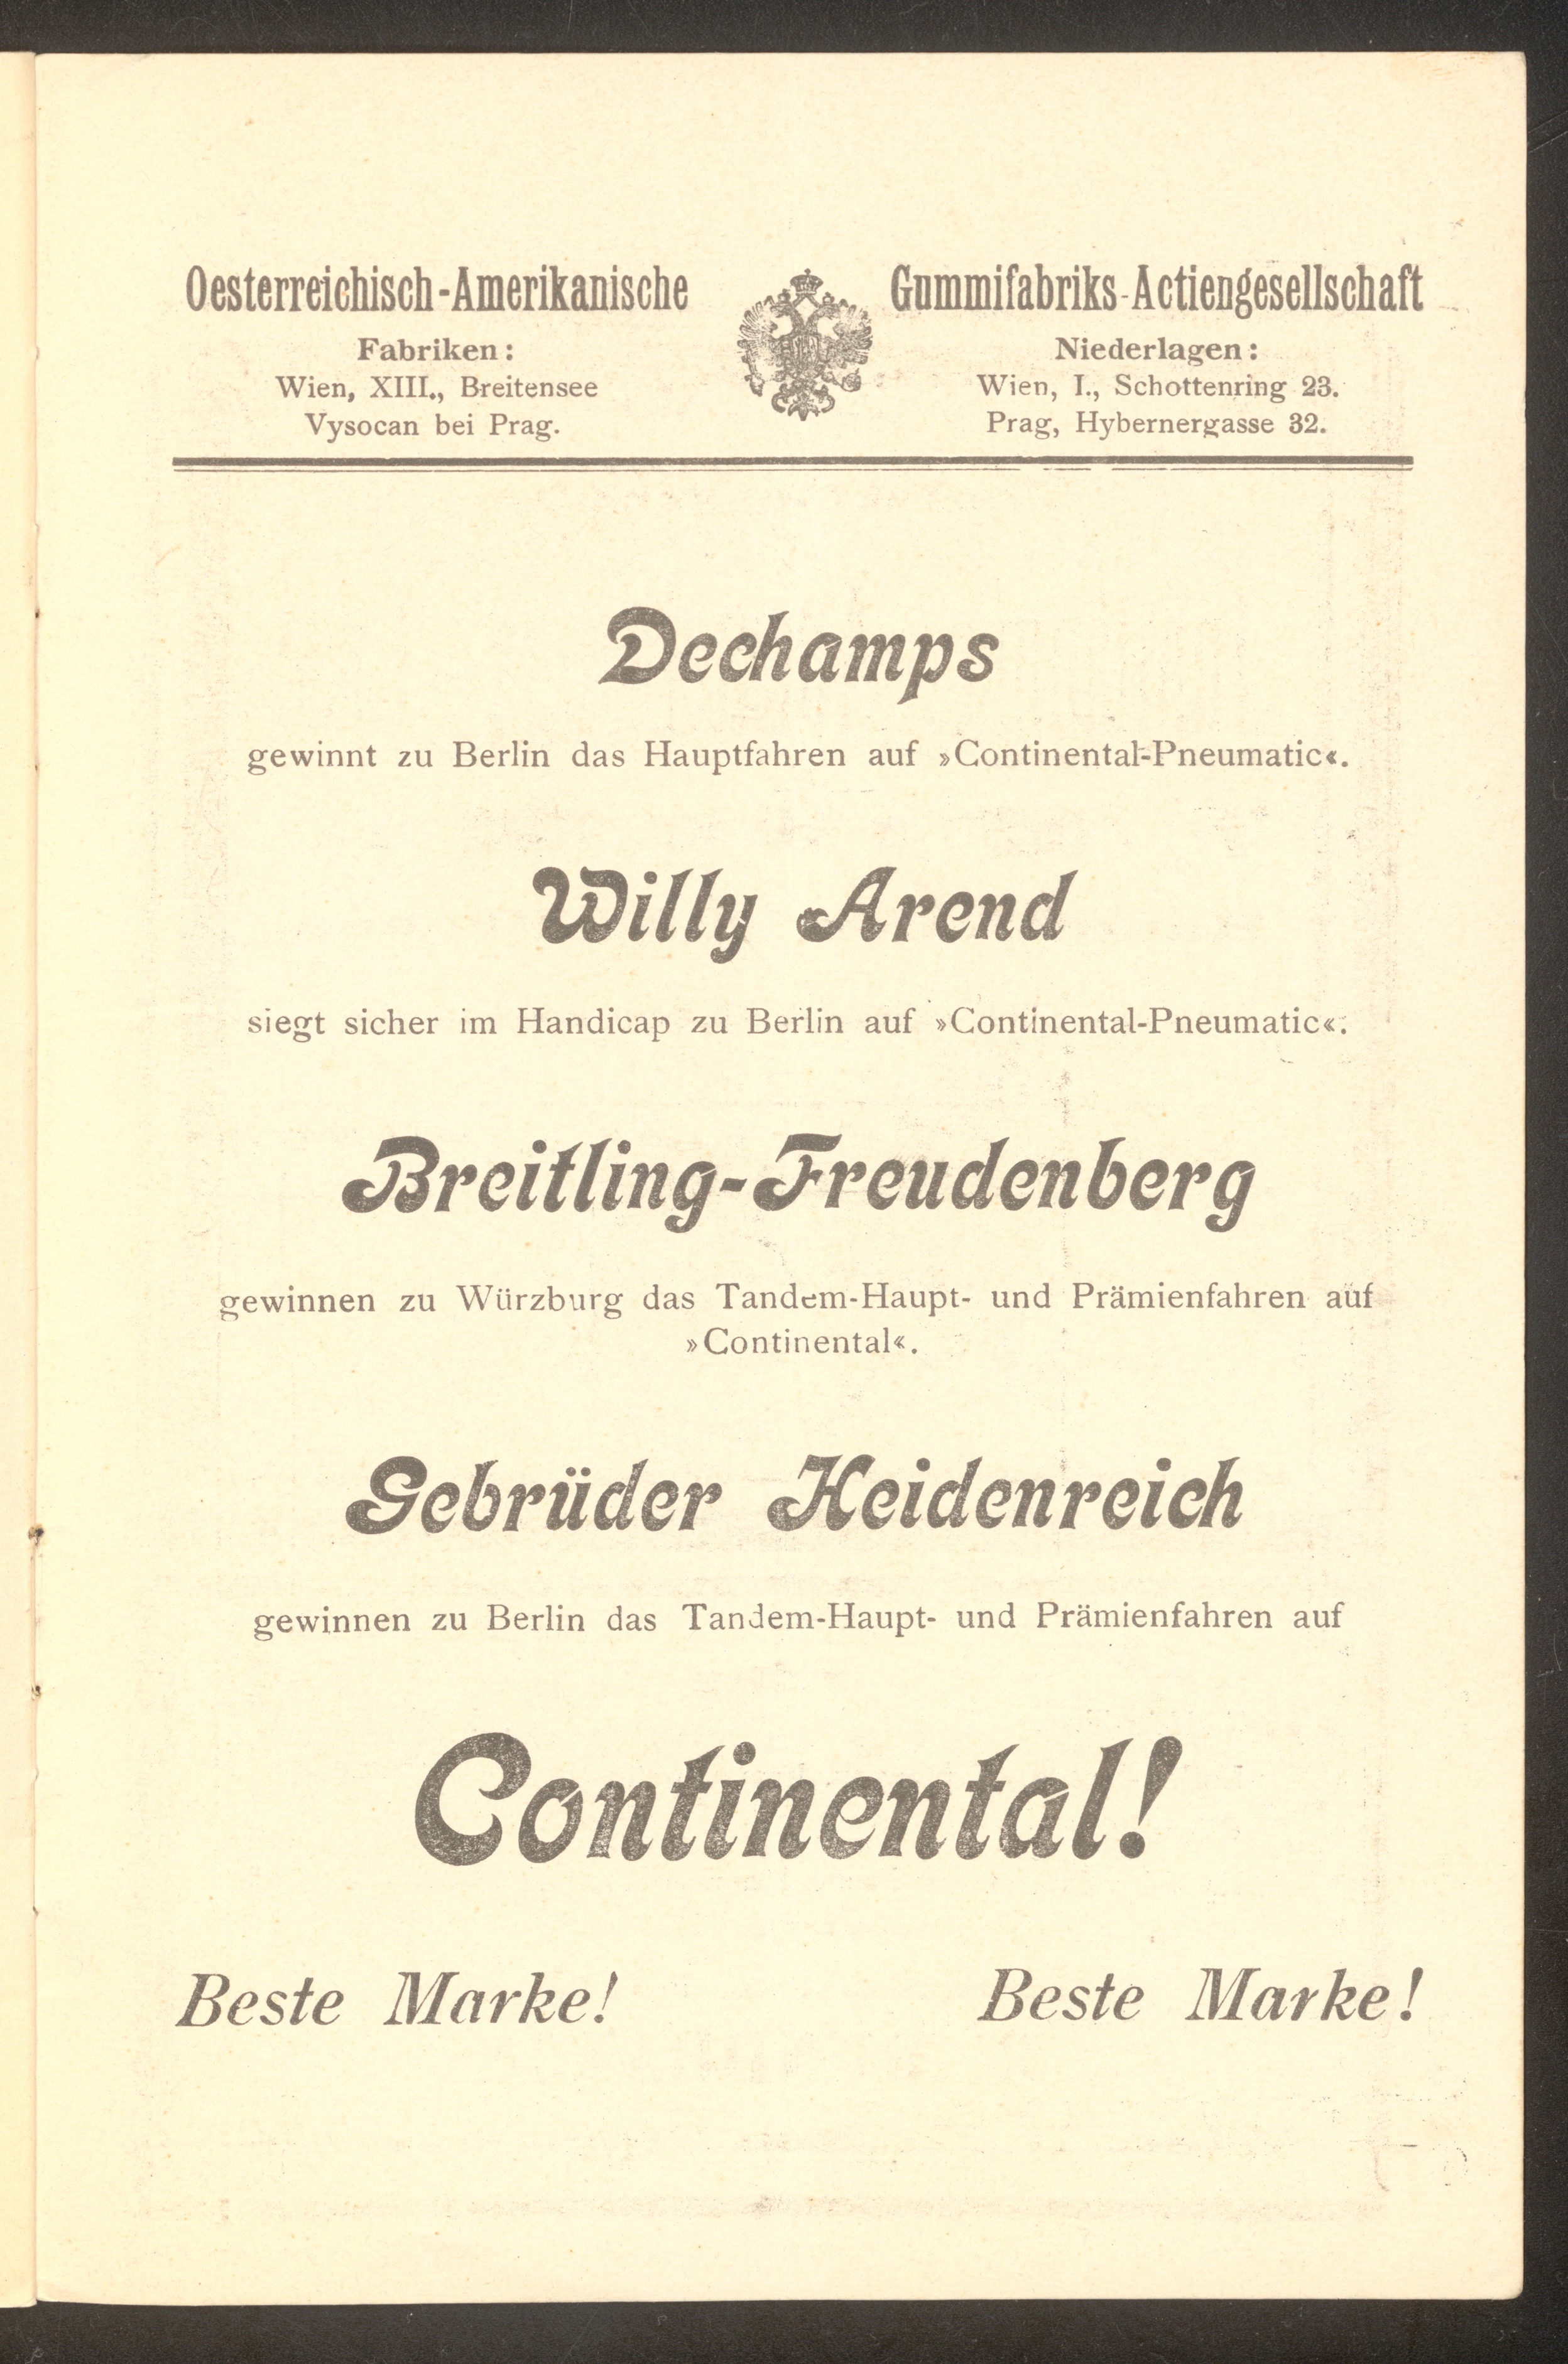 Oesterreichisch-Amerikanische Gummifabriks-Actiengesellschaft
Fabriken:
Wien, XIII., Breitensee
Vysocan bei Prag.
Niederlagen:
Wien, I., Schottenring 23.
Prag, Hybernergasse 32.
Dechamps
gewinnt zu Berlin das Hauptfahren auf »Continental-Pneumatic«.
Willy Arend
siegt sicher im Handicap zu Berlin auf »Continental-Pneumatic«.
Breitling-Freudenberg
gewinnen zu Würzburg das Tandem-Haupt- und Prämienfahren auf
»Continental«.
Gebrüder Heidenreich
gewinnen zu Berlin das Tandem-Haupt- und Prämienfahren auf
Continental!
Beste Marke! Beste Marke!